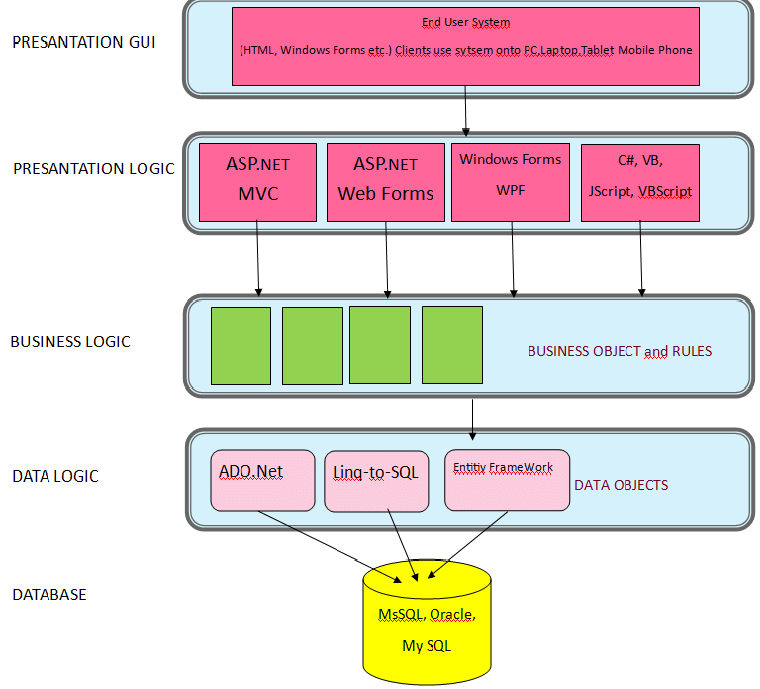 PRESANTATION GUI
End User System
(HTML, Windows Forms etc.) Clients use sytsem onto PC,Laptop,Tablet Mobile Phone
PRESANTATION LOGIC
ASP.NET
MVC
ASP.NET
Web Forms
Windows Forms
WPF
C#, VB,
JScript, VBScript
BUSINESS LOGIC
BUSINESS OBJECT and RULES
DATA LOGIC
ADO.Net
Linq-to-SQL
Entitiy FrameWork
DATA OBJECTS
DATABASE
MsSQL, Oracle,
My SQL